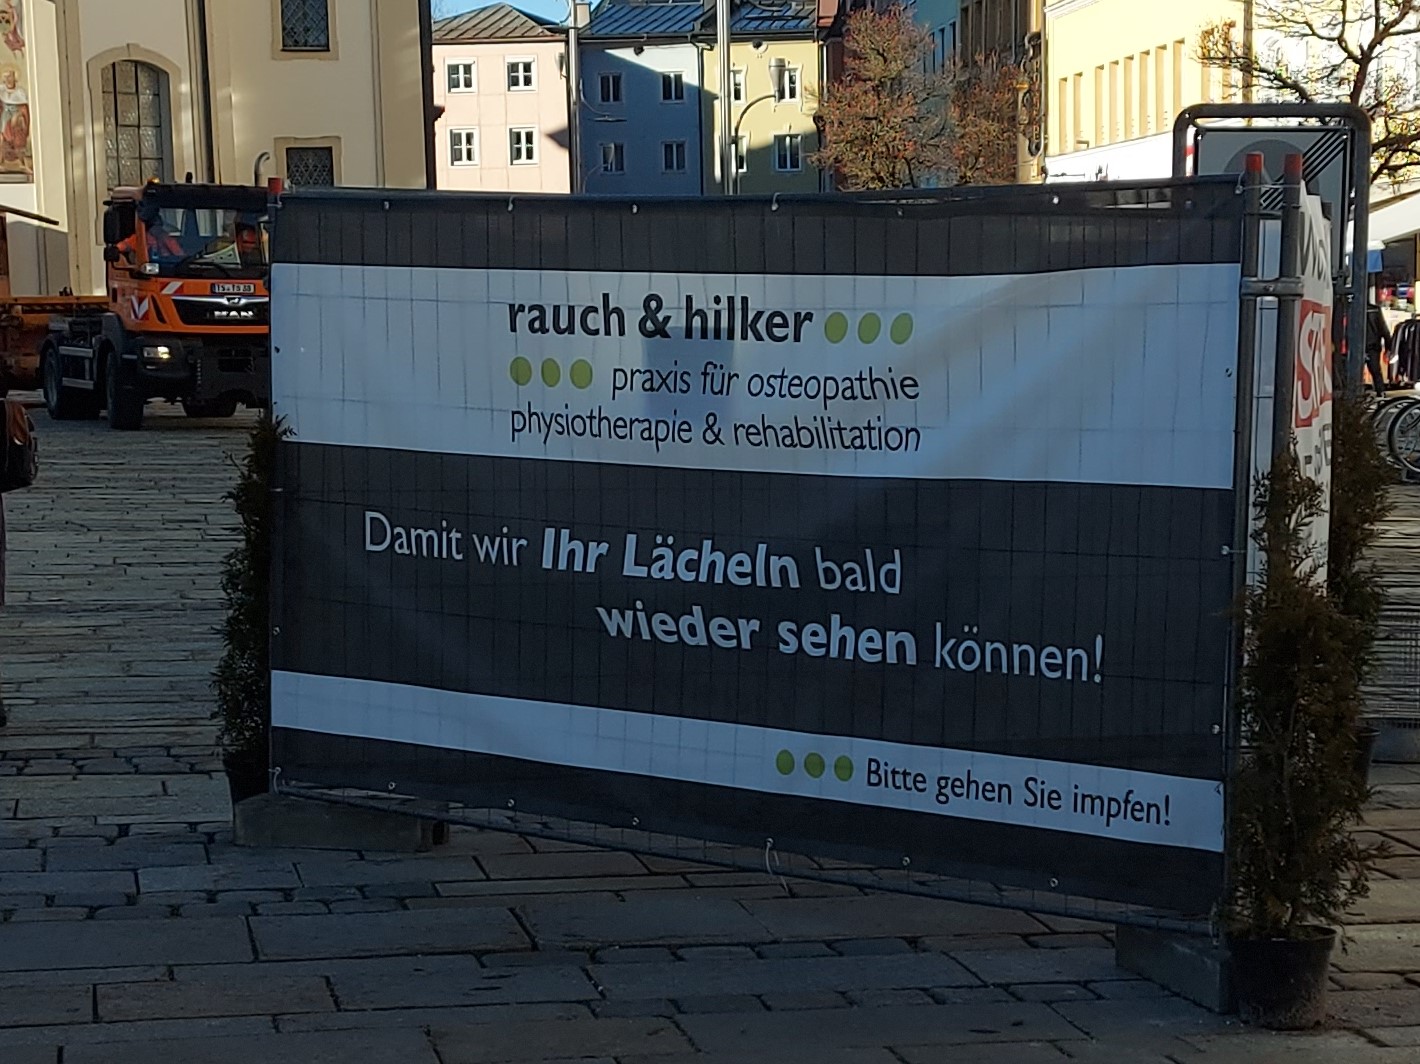 rauch & hilker
praxis für osteopathie
physiotherapie & rehabilitation
Damit wir Ihr Lächeln bald
wieder sehen können!
Bitte gehen Sie impfen!
MAN